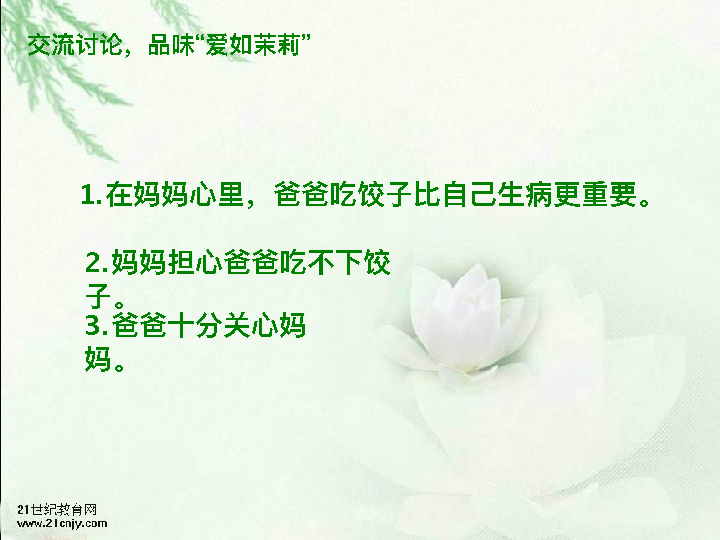 交流讨论，品味“爱如茉莉”
1.在妈妈心里，爸爸吃饺子比自己生病更重要。
2.妈妈担心爸爸吃不下饺
子。
3.爸爸十分关心妈
妈。
21世纪教育网
www.21cnjy.com